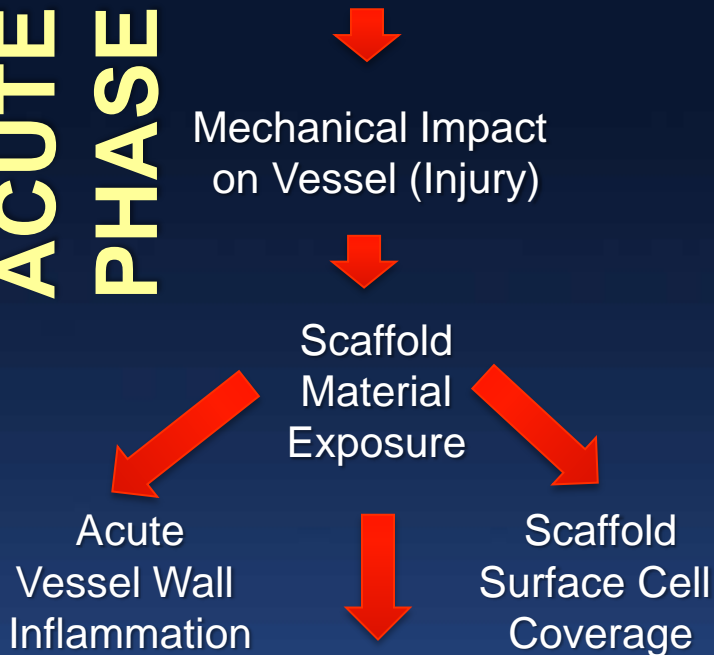 ACUTE
PHASE
Mechanical Impact
on Vessel (Injury)
Scaffold
Material
Exposure
Acute
Vessel Wall
Inflammation
Scaffold
Surface Cell
Coverage